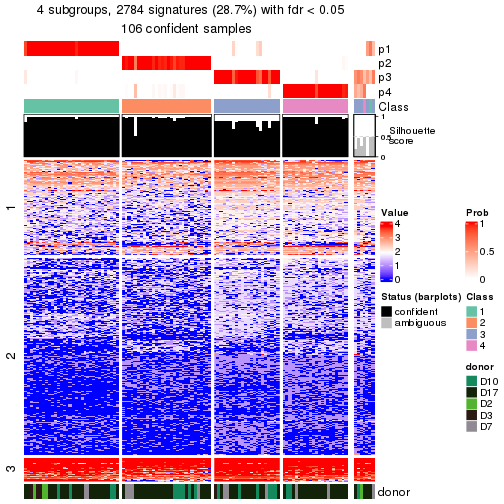 4 subgroups, 2784 signatures (28.7%) with fdr < 0.05
106 confident samples
p1
p2
p3
p4
Class
1
0.5
0
Silhouette
score
1
2
3
donor
Value
4
3
2
1
0
Prob
1
0.5
0
Status (barplots)
confident
ambiguous
Class
1
2
3
4
donor
D10
D17
D2
D3
D7